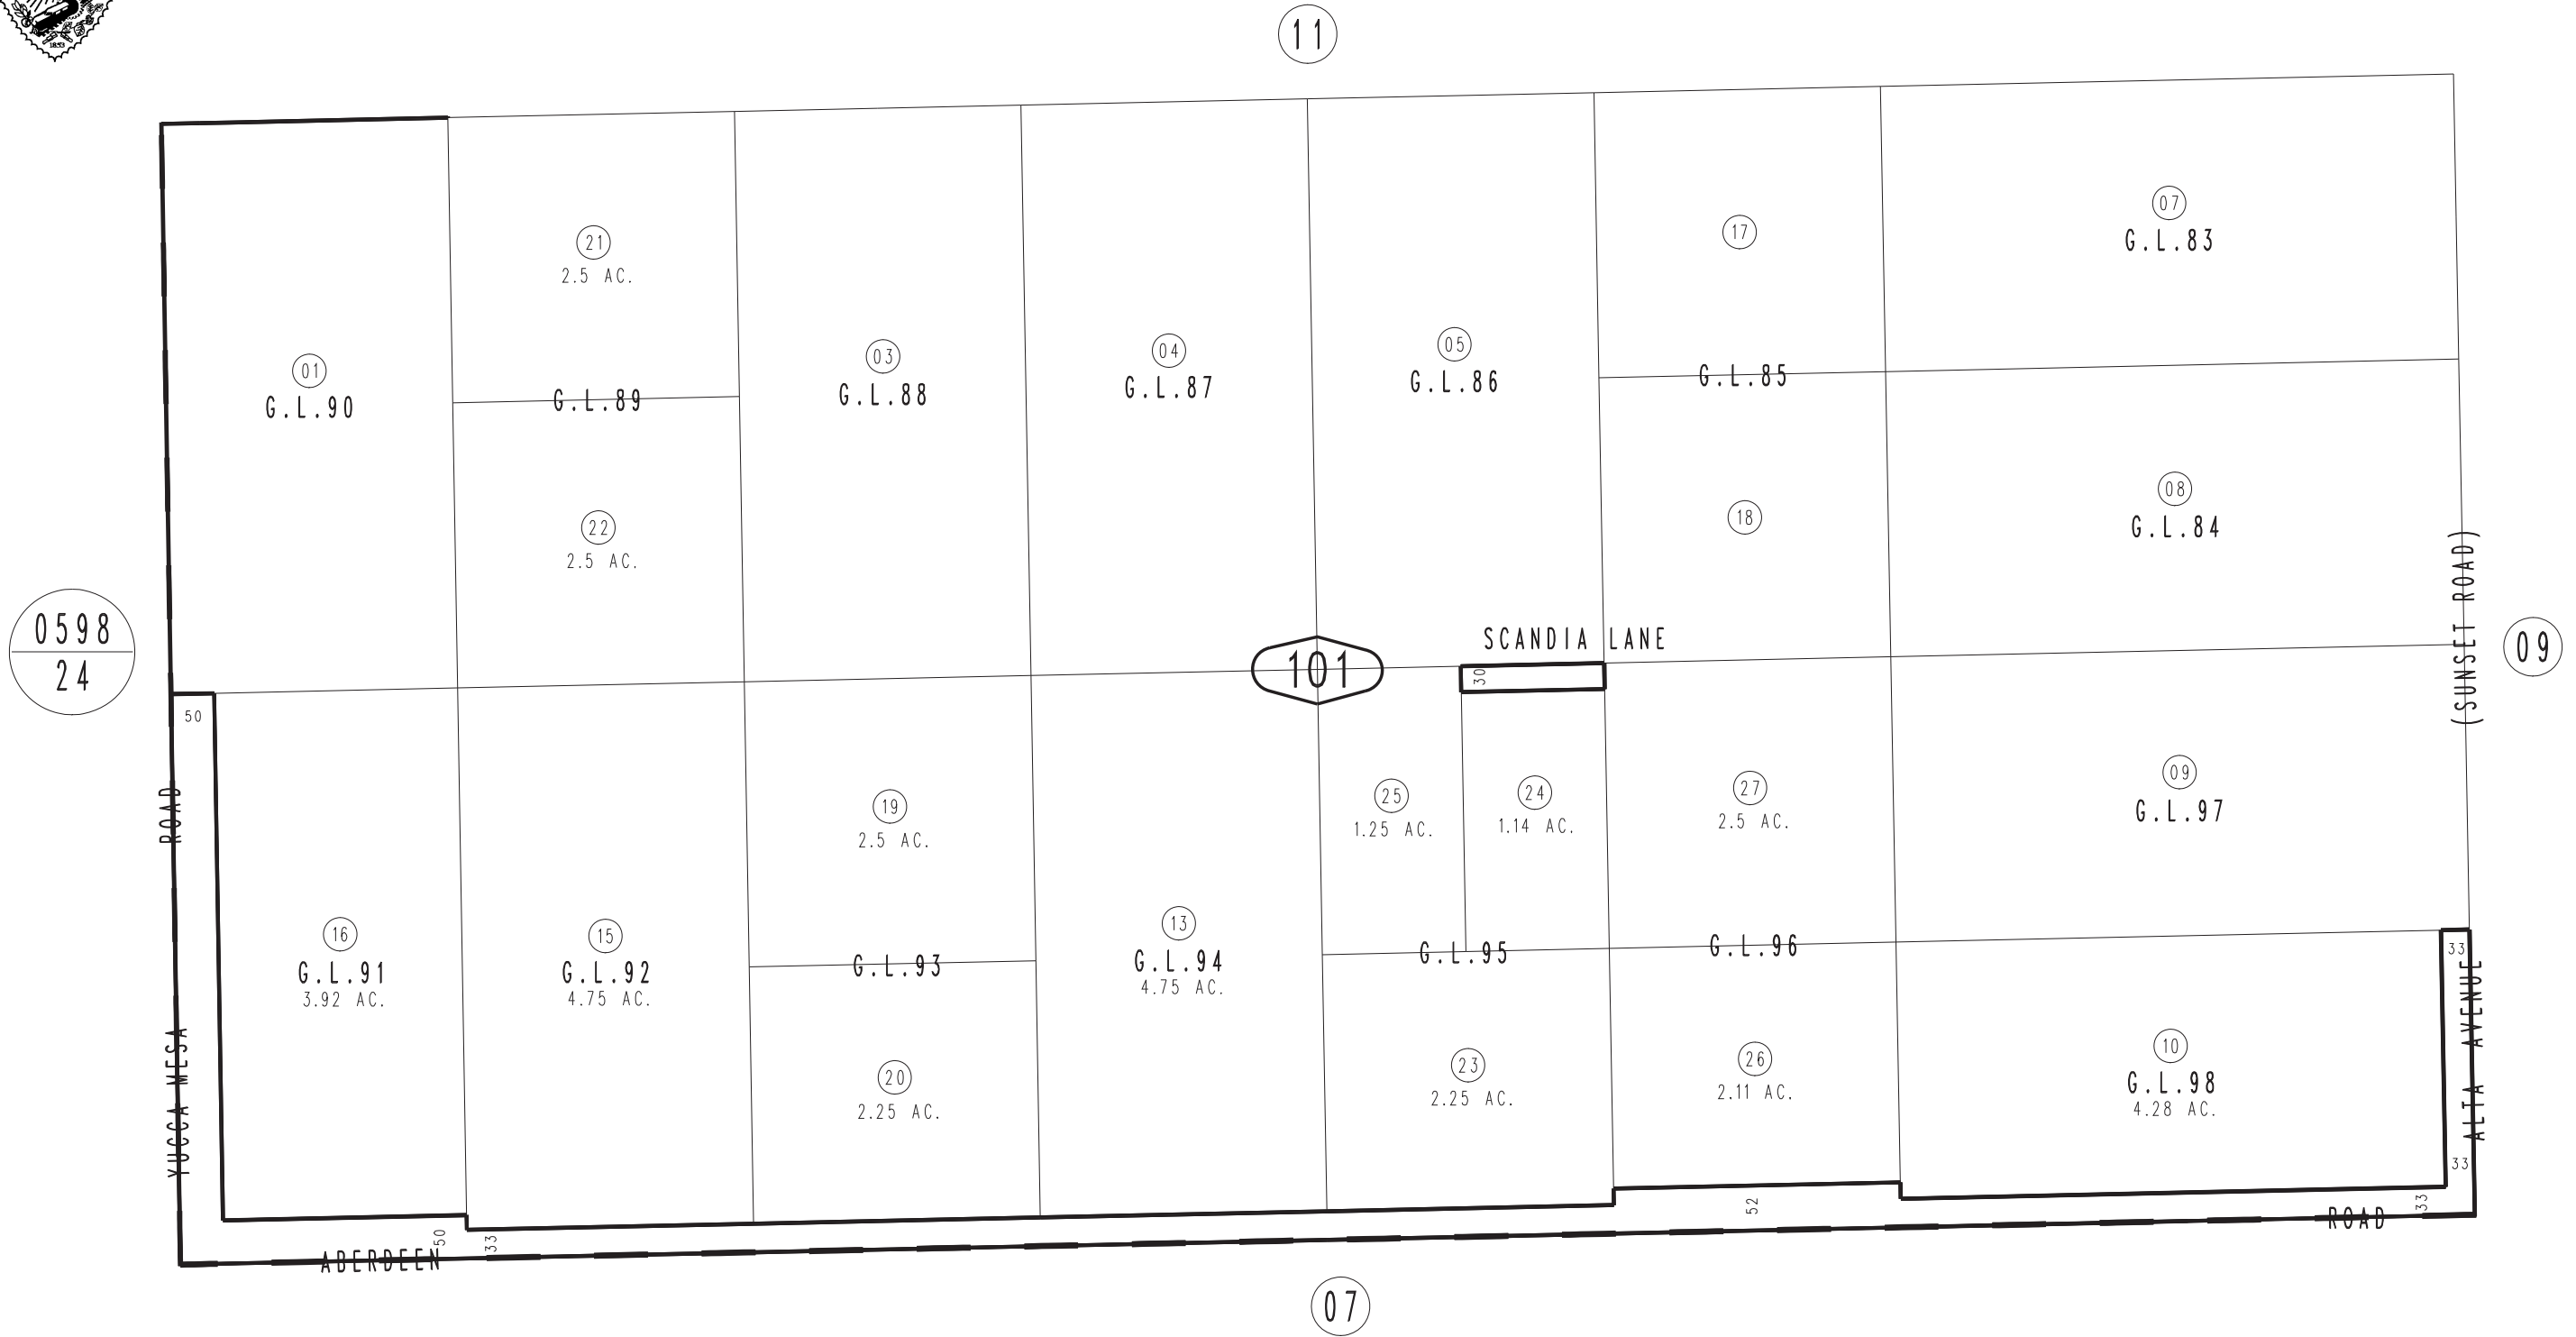 1853
11
07
G.L.83
17
21
2.5 AC.
05
G.L.86
04
G.L.87
03
G.L.88
01
G.L.90
G.L.85
G.L.89
08
G.L.84
18
22
2.5 AC.
0598
24
SCANDIA LANE
101
30
(SUNSET ROAD)
09
50
ROAD
YUCCA MESA
09
G.L.97
27
2.5 AC.
24
1.14 AC.
25
1.25 AC.
19
2.5 AC.
13
G.L.94
4.75 AC.
16
G.L.91
3.92 AC.
15
G.L.92
4.75 AC.
G.L.93
G.L.95
G.L.96
33
ALTA AVENUE
10
G.L.98
4.28 AC.
26
2.11 AC.
23
2.25 AC.
20
2.25 AC.
33
33
52
50
33
ABERDEEN
ROAD
07